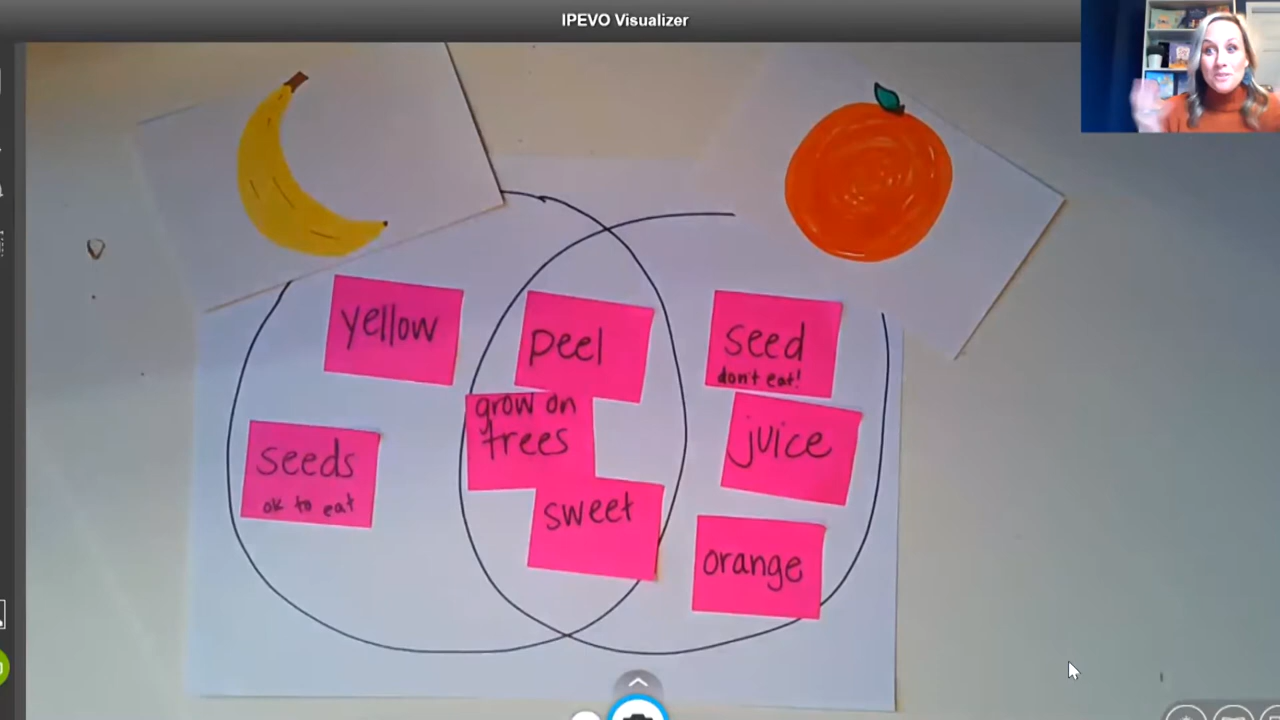 IPEVO Visualizer
yellow
seeds
ok to eat
peel
grow on
trees
sweet
seed
don't eat!
juice
orange